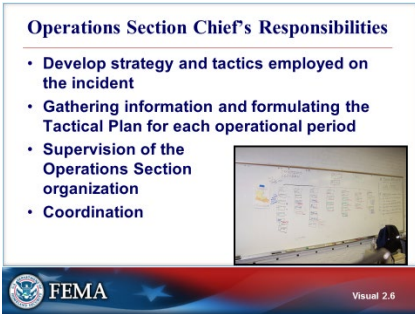 Operations Section Chief's Responsibilities
• Develop strategy and tactics employed on
the incident
• Gathering information and formulating the
Tactical Plan for each operational period
• Supervision of the
Operations Section
organization
• Coordination
FEMA
Visual 2.6